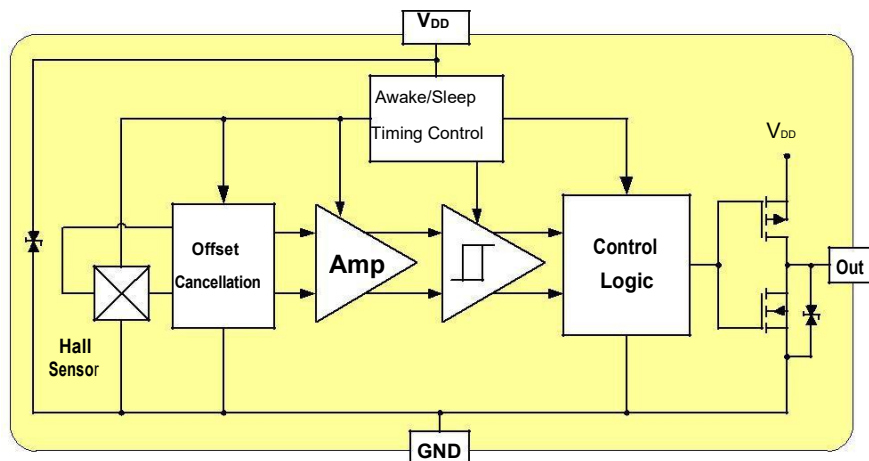 VDD
Awake/Sleep
Timing Control
VDD
Offset
Cancellation
Amp
Control
Logic
Out
Hall
Sensor
GND